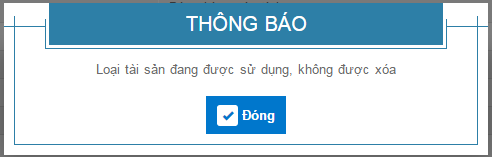 THÔNG BÁO
Loại tài sản đang được sử dụng, không được xóa
Đóng